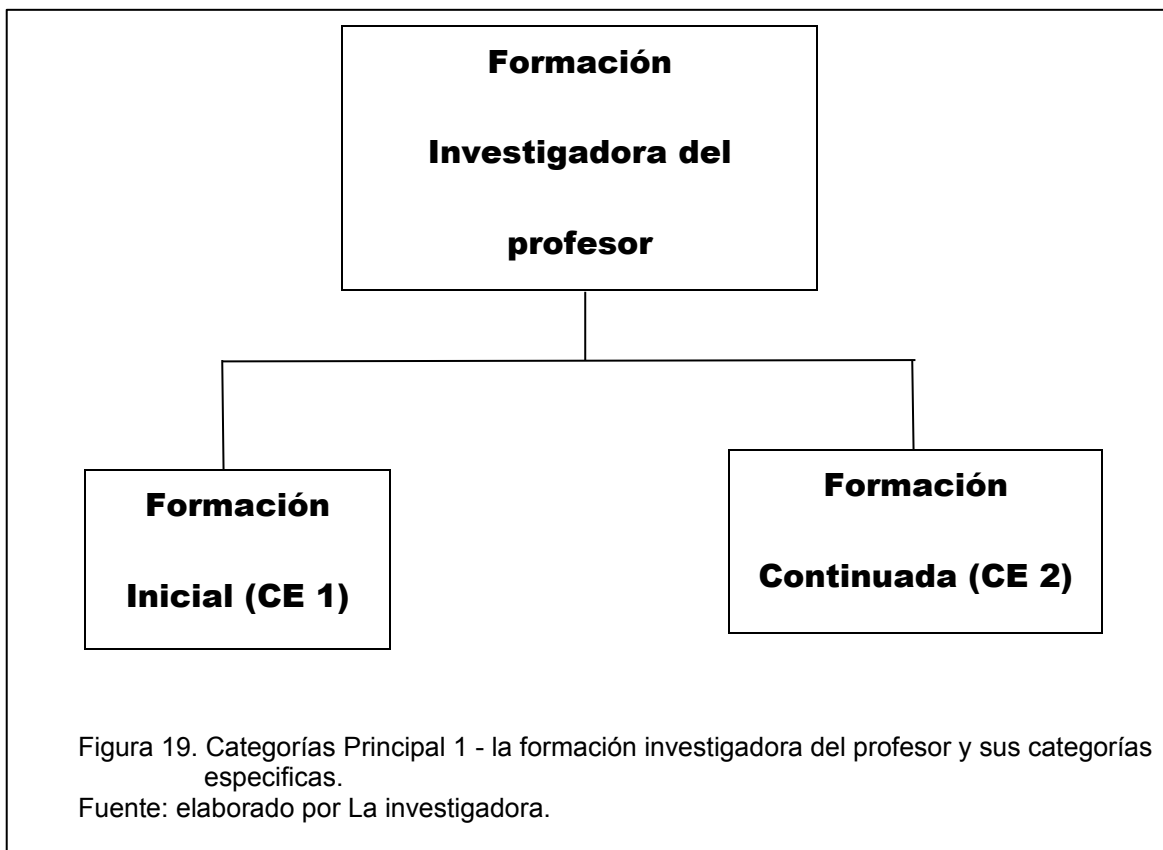 Formación
Investigadora del
profesor
Formación
Inicial (CE 1)
Formación
Continuada (CE 2)
Figura 19. Categorías Principal 1 - la formación investigadora del profesor y sus categorías
especificas.
Fuente: elaborado por La investigadora.